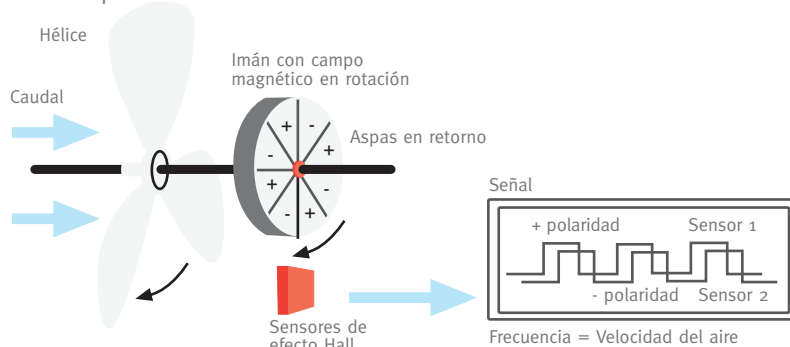 Hélice
Imán con campo
magnético en rotación
Caudal
Aspas en retorno
+ -
- +
+ -
- +
Señal
+ polaridad Sensor 1
- polaridad Sensor 2
Sensores de
efecto Hall
Frecuencia = Velocidad del aire